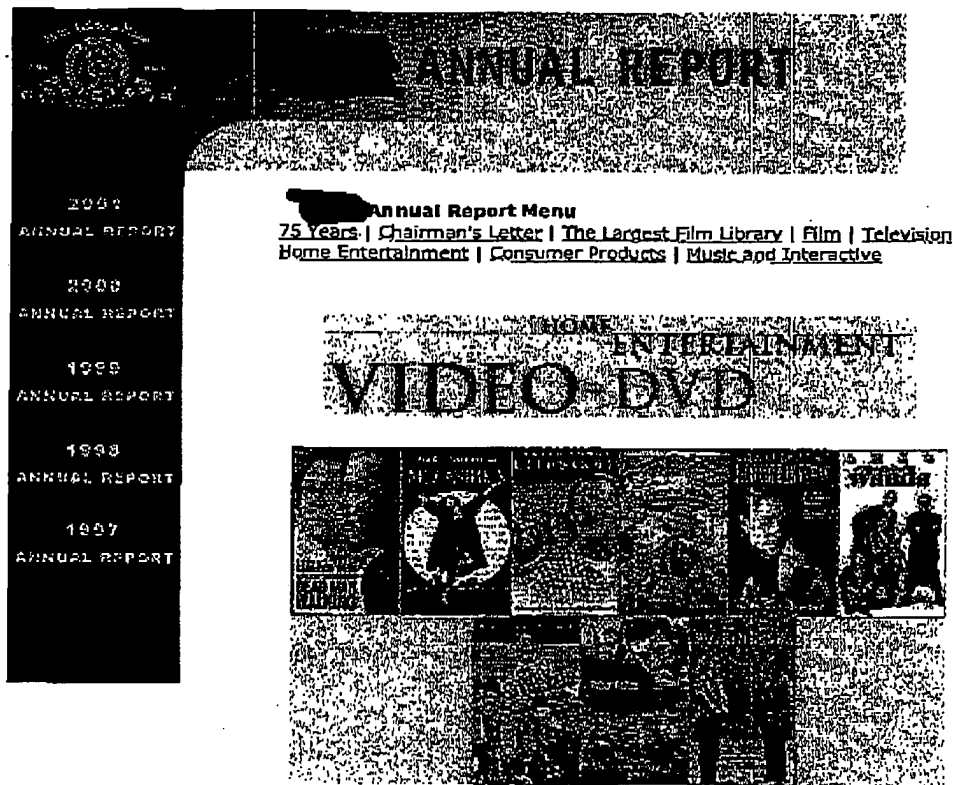 ANNUAL REPORT
2001
ANNUAL REPORT
2000
ANNUAL REPORT
1999
ANNUAL REPORT
1998
ANNUAL REPORT
1997
ANNUAL REPORT
Annual Report Menu
75 Years | Chairman's Letter | The Largest Film Library | Film | Television
Home Entertainment | Consumer Products | Music and Interactive
HOME
ENTERTAINMENT
VIDEO-DVD
wanda